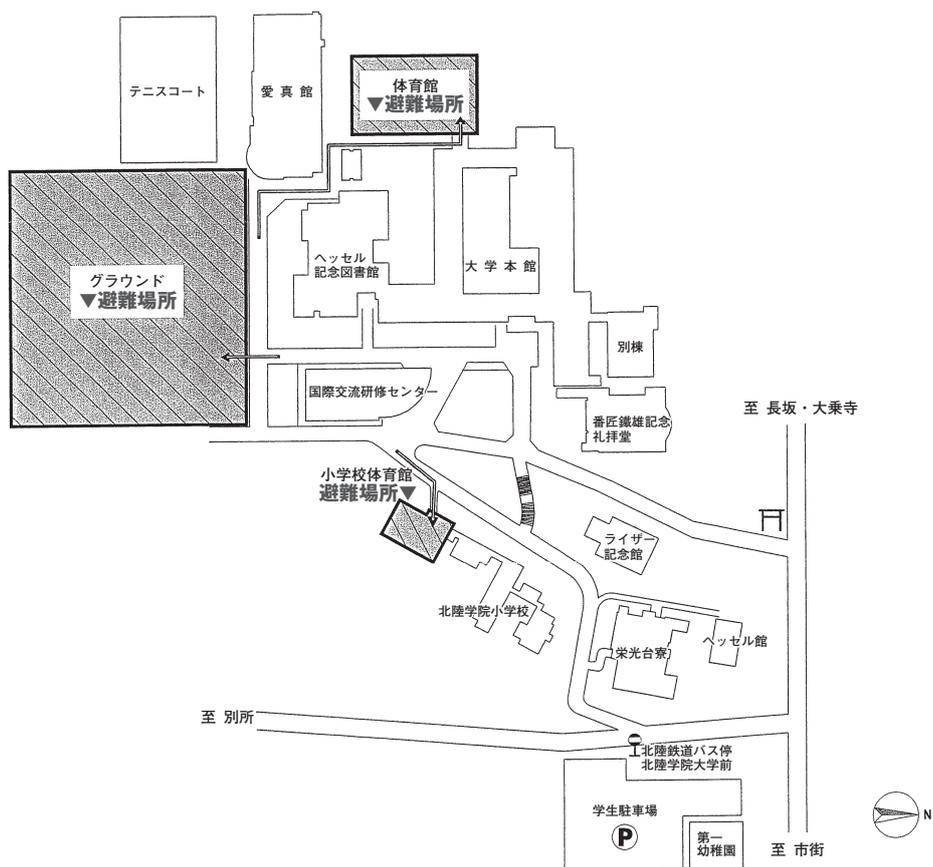 テニスコート
愛真館
体育館
▼避難場所
グラウンド
▼避難場所
ヘッセル
記念図書館
大学本館
別棟
国際交流研修センター
番匠鐵雄記念
礼拝堂
至 長坂・大乗寺
小学校体育館
避難場所▼
ライザー
記念館
北陸学院小学校
栄光台寮
ヘッセル館
至 別所
北陸鉄道バス停
北陸学院大学前
学生駐車場
P
第一
幼稚園
至 市街
N